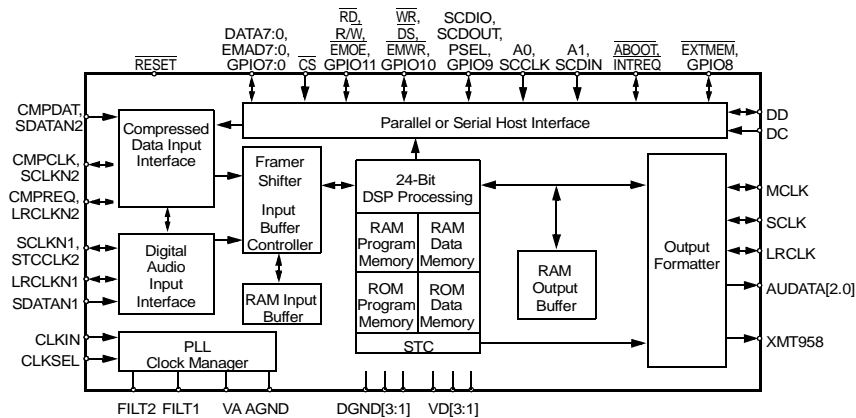 DATA7:0,
EMAD7:0,
GPIO7:0
RD,
R/W,
EMOE,
GPIO11
WR,
DS,
EMWR,
GPIO10
SCDIO,
SCDOUT,
PSEL,
GPIO9
RESET
CS
A0,
SCCLK
A1,
SCDIN
ABOOT,
INTREQ
EXTMEM,
GPIO8
CMPDAT,
SDATAN2
CMPCLK,
SCLKN2
CMPREQ,
LRCLKN2
SCLKN1,
STCCLK2
LRCLKN1
SDATAN1
CLKIN
CLKSEL
Compressed
Data Input
Interface
Digital
Audio
Input
Interface
Framer
Shifter
Input
Buffer
Controller
RAM Input
Buffer
PLL
Clock Manager
Parallel or Serial Host Interface
24-Bit
DSP Processing
RAM
Program
Memory
RAM
Data
Memory
ROM
Program
Memory
ROM
Data
Memory
STC
RAM
Output
Buffer
Output
Formatter
DD
DC
MCLK
SCLK
LRCLK
AUDATA[2.0]
XMT958
FILT2 FILT1 VA AGND DGND[3:1] VD[3:1]